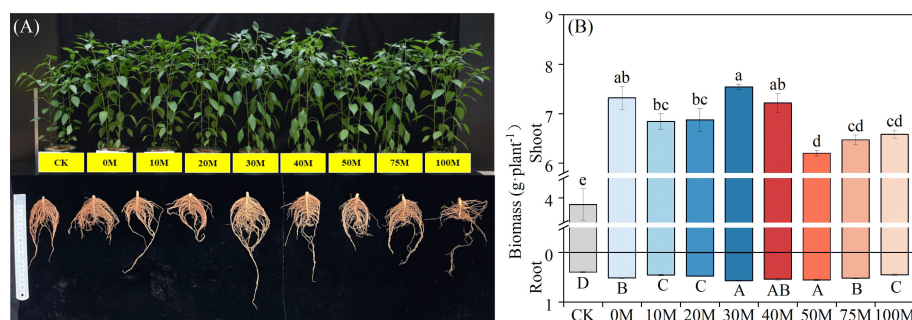 (A)
CK 0M 10M 20M 30M 40M 50M 75M 100M
(B)
Biomass (g·plant⁻¹)
Root Shoot
9
8
7
6
4
0
1
e ab bc bc a ab d cd cd
D B C C A AB A B C
CK 0M 10M 20M 30M 40M 50M 75M 100M